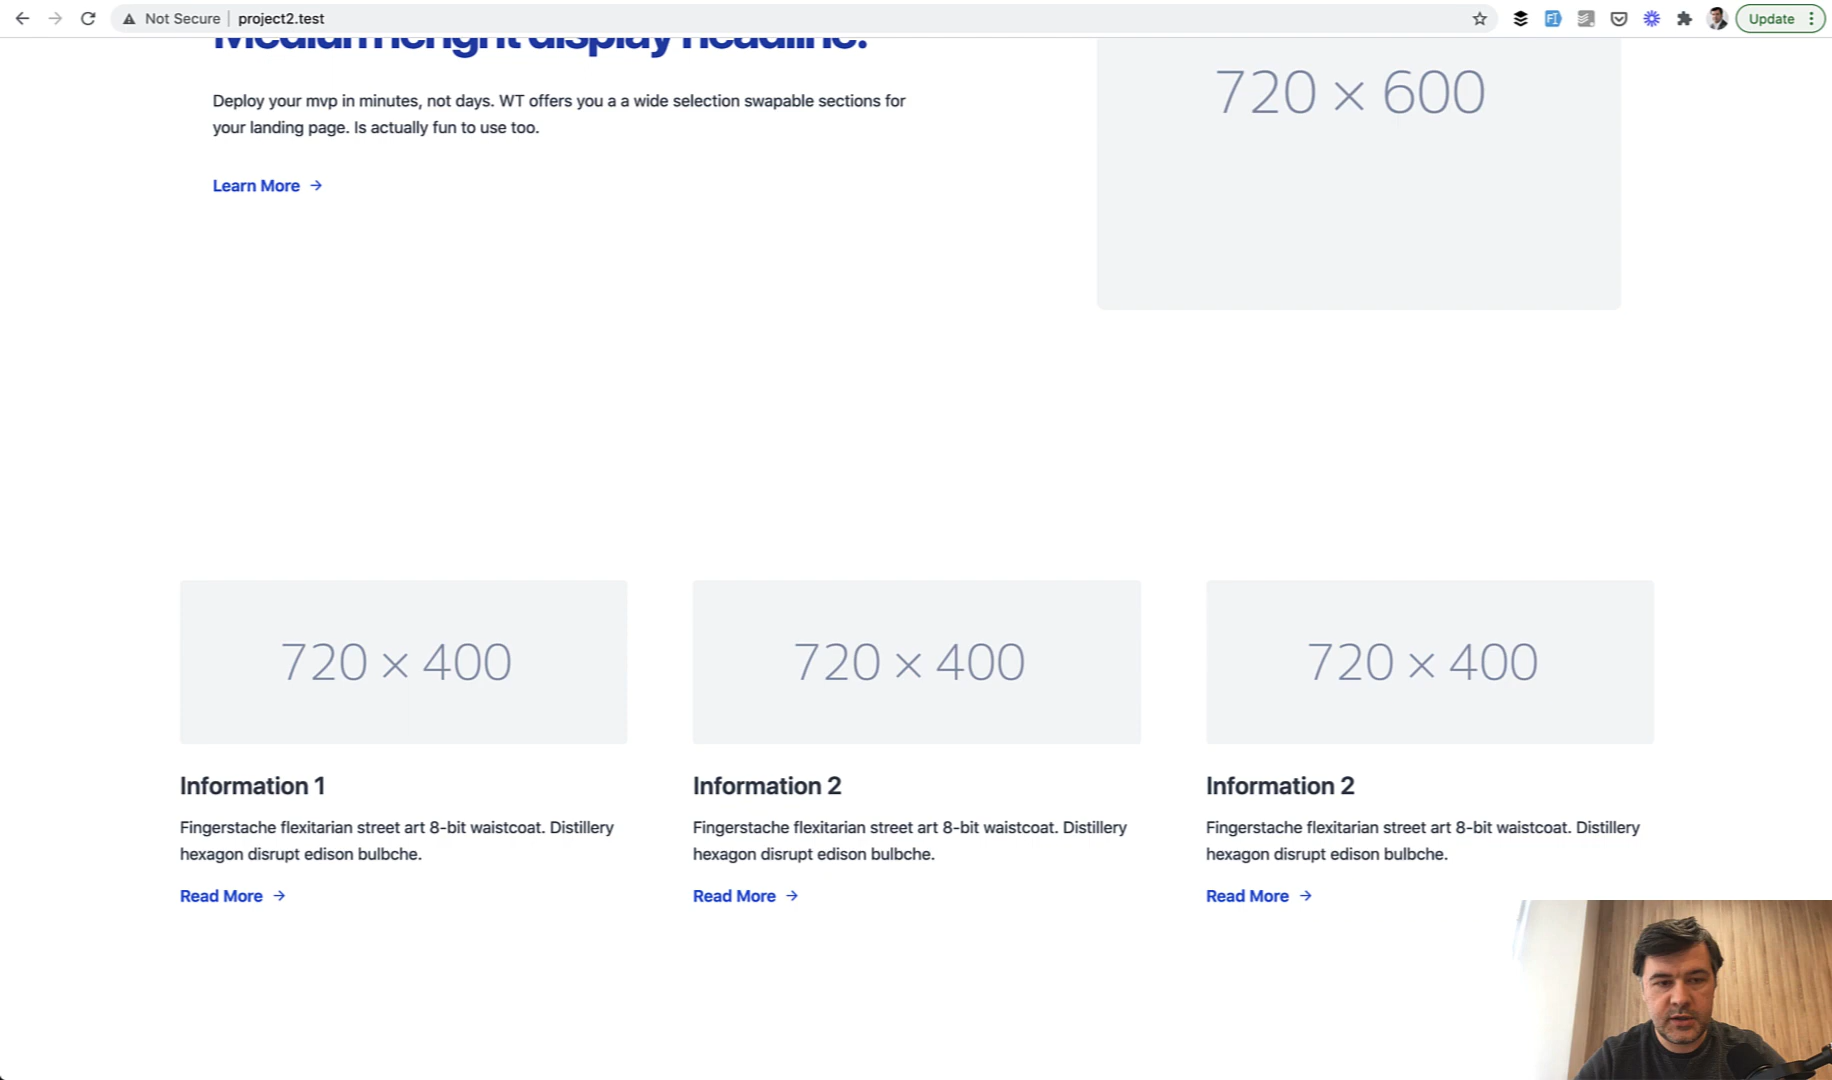 Not Secure project2.test Update
Medium height display headline.
Deploy your mvp in minutes, not days. WT offers you a a wide selection swapable sections for
your landing page. Is actually fun to use too.
Learn More →
720 × 600
720 × 400 720 × 400 720 × 400
Information 1 Information 2 Information 2
Fingerstache flexitarian street art 8-bit waistcoat. Distillery
hexagon disrupt edison bulbche.
Read More →
Fingerstache flexitarian street art 8-bit waistcoat. Distillery
hexagon disrupt edison bulbche.
Read More →
Fingerstache flexitarian street art 8-bit waistcoat. Distillery
hexagon disrupt edison bulbche.
Read More →